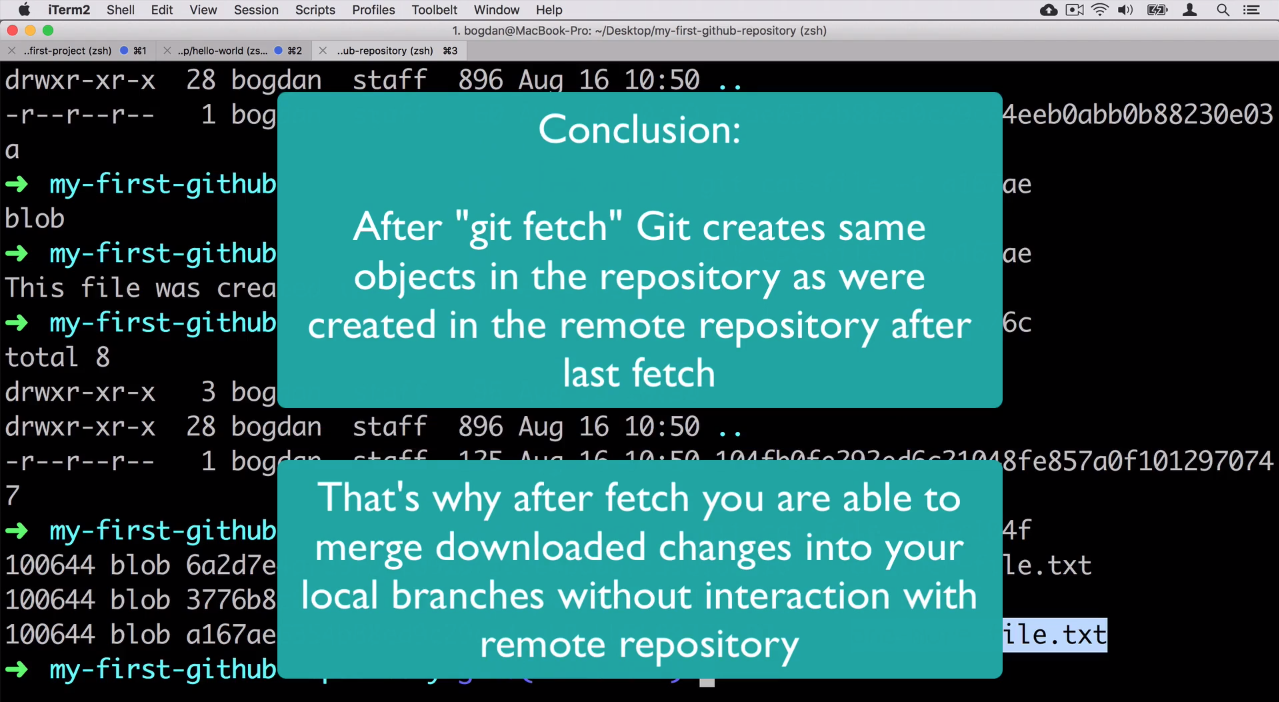 iTerm2 Shell Edit View Session Scripts Profiles Toolbelt Window Help
1. bogdan@MacBook-Pro: ~/Desktop/my-first-github-repository (zsh)
..first-project (zsh) ⌘1 ..p/hello-world (zs... ⌘2 ..ub-repository (zsh) ⌘3
drwxr-xr-x 28 bogdan staff 896 Aug 16 10:50 ..
-r--r--r-- 1 bog 4eeb0abb0b88230e03
a
➜ my-first-github ae
blob
➜ my-first-github ae
This file was crea
➜ my-first-github 6c
total 8
drwxr-xr-x 3 bog
drwxr-xr-x 28 bogdan staff 896 Aug 16 10:50 ..
-r--r--r-- 1 bogdan staff 125 Aug 16 10:50 8fe857a0f101297074
7
➜ my-first-github 4f
100644 blob 6a2d7e le.txt
100644 blob 3776b8
100644 blob a167ae ile.txt
➜ my-first-github
Conclusion:
After "git fetch" Git creates same
objects in the repository as were
created in the remote repository after
last fetch
That's why after fetch you are able to
merge downloaded changes into your
local branches without interaction with
remote repository